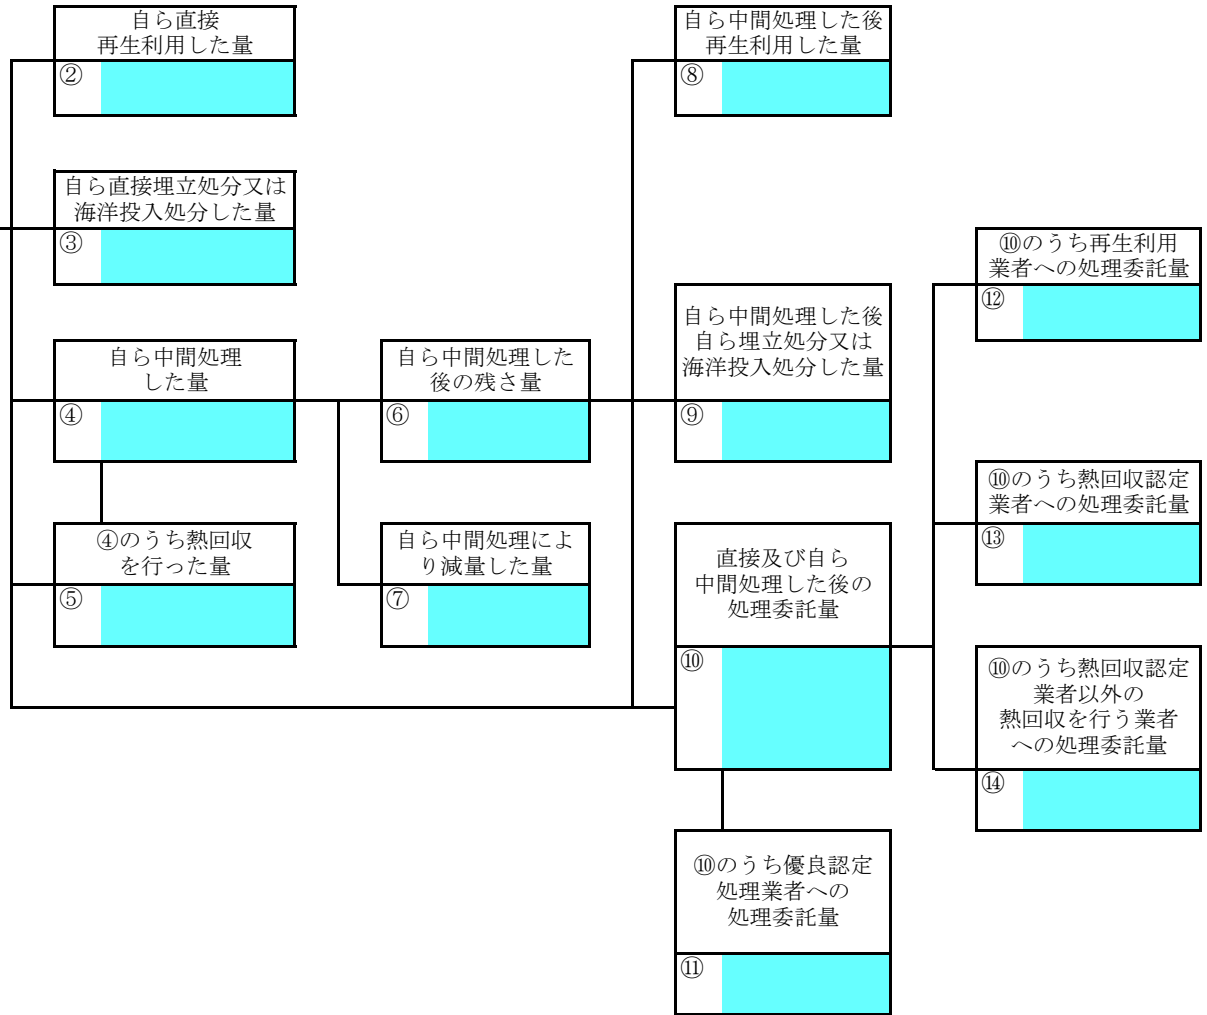 自ら直接
再生利用した量
②
自ら直接埋立処分又は
海洋投入処分した量
③
自ら中間処理
した量
④
④のうち熱回収
を行った量
⑤
自ら中間処理した
後の残さ量
⑥
自ら中間処理によ
り減量した量
⑦
自ら中間処理した後
再生利用した量
⑧
自ら中間処理した後
自ら埋立処分又は
海洋投入処分した量
⑨
直接及び自ら
中間処理した後の
処理委託量
⑩
⑩のうち優良認定
処理業者への
処理委託量
⑪
⑩のうち再生利用
業者への処理委託量
⑫
⑩のうち熱回収認定
業者への処理委託量
⑬
⑩のうち熱回収認定
業者以外の
熱回収を行う業者
への処理委託量
⑭